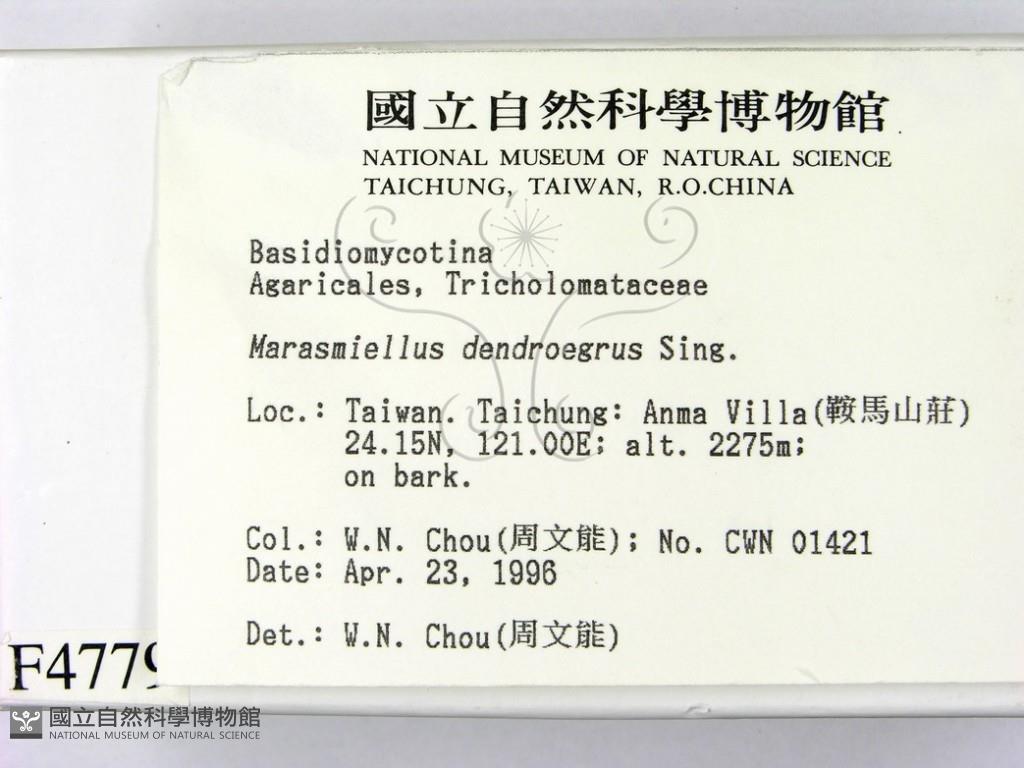 國立自然科學博物館
NATIONAL MUSEUM OF NATURAL SCIENCE
TAICHUNG, TAIWAN, R.O.CHINA
Basidiomycotina
Agaricales, Tricholomataceae
Marasmiellus dendroegrus Sing.
Loc.: Taiwan. Taichung: Anma Villa(鞍馬山莊)
24.15N, 121.00E; alt. 2275m;
on bark.
Col.: W.N. Chou(周文能); No. CWN 01421
Date: Apr. 23, 1996
Det.: W.N. Chou(周文能)
F4779
國立自然科學博物館
NATIONAL MUSEUM OF NATURAL SCIENCE